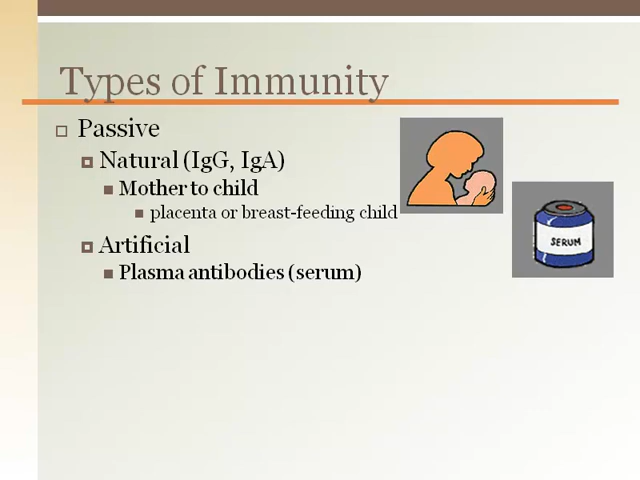 Types of Immunity
Passive
Natural (IgG, IgA)
Mother to child
placenta or breast-feeding child
Artificial
Plasma antibodies (serum)
SERUM